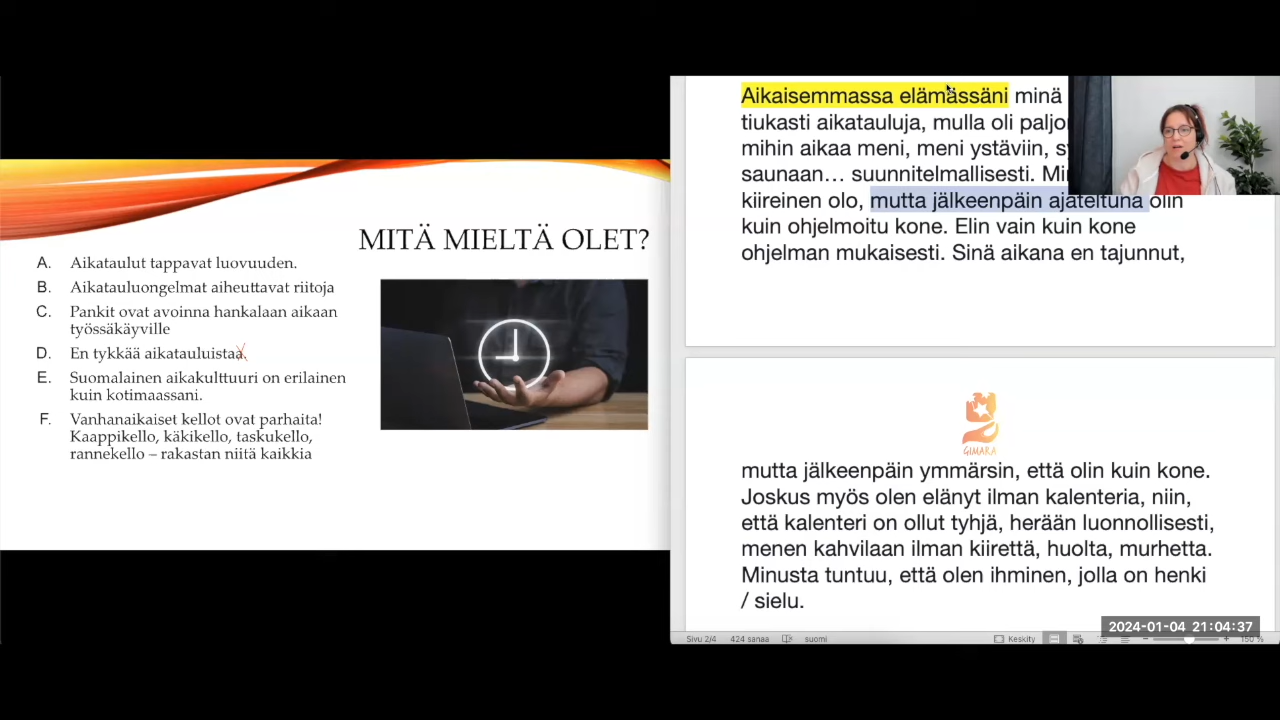 MITÄ MIELTÄ OLET?
A. Aikataulut tappavat luovuuden.
B. Aikatauluongelmat aiheuttavat riitoja
C. Pankit ovat avoinna hankalaan aikaan
työssäkäyville
D. En tykkää aikatauluistaa.
E. Suomalainen aikakulttuuri on erilainen
kuin kotimaassani.
F. Vanhanaikaiset kellot ovat parhaita!
Kaappikello, käkikello, taskukello,
rannekello – rakastan niitä kaikkia
Aikaisemmassa elämässäni minä
tiukasti aikatauluja, mulla oli
mihin aikaa meni, meni ystäviin,
saunaan... suunnitelmallisesti.
kiireinen olo, mutta jälkeenpäin ajateltuna olin
kuin ohjelmoitu kone. Elin vain kuin kone
ohjelman mukaisesti. Sinä aikana en tajunnut,
GIMARA
mutta jälkeenpäin ymmärsin, että olin kuin kone.
Joskus myös olen elänyt ilman kalenteria, niin,
että kalenteri on ollut tyhjä, herään luonnollisesti,
menen kahvilaan ilman kiirettä, huolta, murhetta.
Minusta tuntuu, että olen ihminen, jolla on henki
/ sielu.
2024-01-04 21:04:37
Sivu 2/4 424 sanaa suomi Keskity 150 %